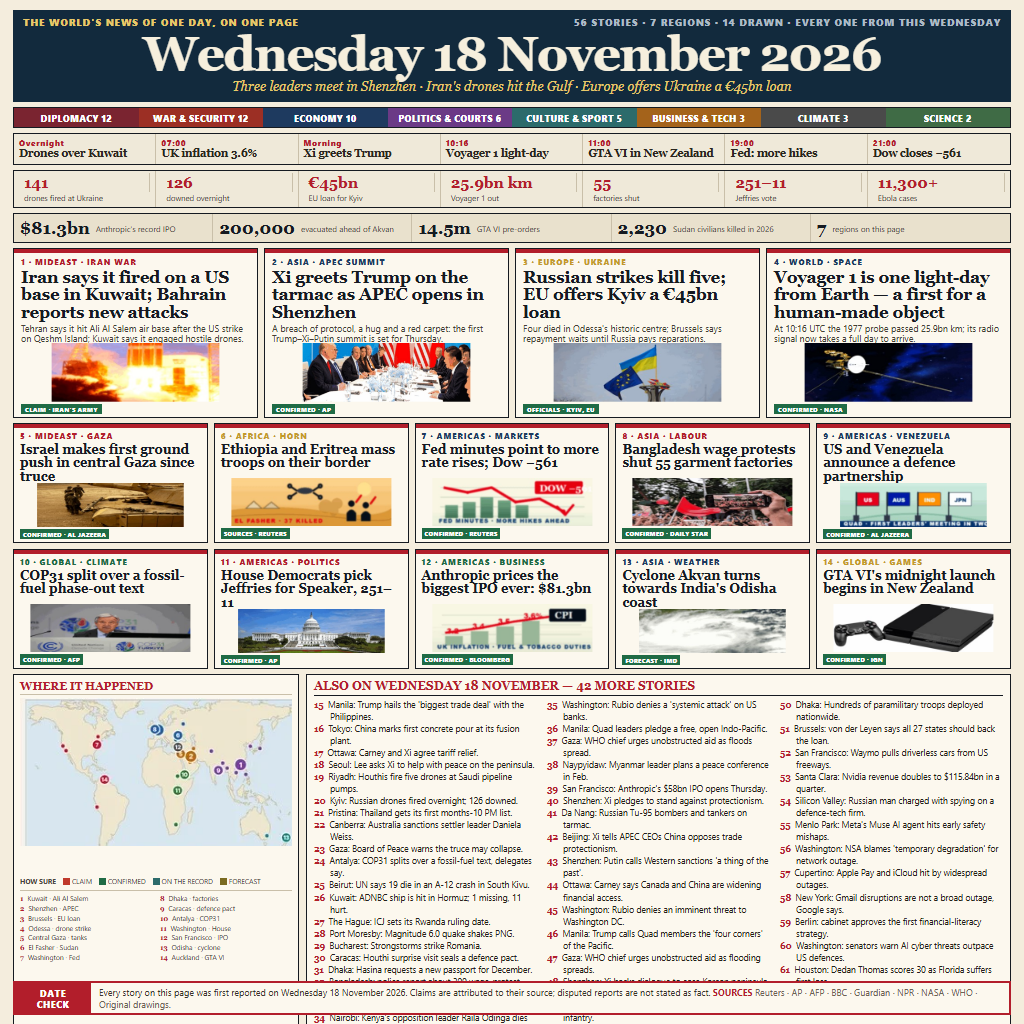 THE WORLD'S NEWS OF ONE DAY, ON ONE PAGE
56 STORIES · 7 REGIONS · 14 DRAWN · EVERY ONE FROM THIS WEDNESDAY
Wednesday 18 November 2026
Three leaders meet in Shenzhen · Iran's drones hit the Gulf · Europe offers Ukraine a €45bn loan
DIPLOMACY 12
WAR & SECURITY 12
ECONOMY 10
POLITICS & COURTS 6
CULTURE & SPORT 5
BUSINESS & TECH 3
CLIMATE 3
SCIENCE 2
Overnight
Drones over Kuwait
07:00
UK inflation 3.6%
Morning
Xi greets Trump
10:16
Voyager 1 light-day
11:00
GTA VI in New Zealand
19:00
Fed: more hikes
21:00
Dow closes −561
141
drones fired at Ukraine
126
downed overnight
€45bn
EU loan for Kyiv
25.9bn km
Voyager 1 out
55
factories shut
251–11
Jeffries vote
11,300+
Ebola cases
$81.3bn Anthropic's record IPO
200,000 evacuated ahead of Akvan
14.5m GTA VI pre-orders
2,230 Sudan civilians killed in 2026
7 regions on this page
1 · MIDEAST · IRAN WAR
Iran says it fired on a US
base in Kuwait; Bahrain
reports new attacks
Tehran says it hit Ali Al Salem air base after the US strike
on Qeshm Island; Kuwait says it engaged hostile drones.
CLAIM · IRAN'S ARMY
2 · ASIA · APEC SUMMIT
Xi greets Trump on the
tarmac as APEC opens in
Shenzhen
A breach of protocol, a hug and a red carpet: the first
Trump–Xi–Putin summit is set for Thursday.
CONFIRMED · AP
3 · EUROPE · UKRAINE
Russian strikes kill five;
EU offers Kyiv a €45bn
loan
Four died in Odessa's historic centre; Brussels says
repayment waits until Russia pays reparations.
OFFICIALS · KYIV, EU
4 · WORLD · SPACE
Voyager 1 is one light-day
from Earth — a first for a
human-made object
At 10:16 UTC the 1977 probe passed 25.9bn km; its radio
signal now takes a full day to arrive.
CONFIRMED · NASA
5 · MIDEAST · GAZA
Israel makes first ground
push in central Gaza since
truce
CONFIRMED · AL JAZEERA
6 · AFRICA · HORN
Ethiopia and Eritrea mass
troops on their border
EL FASHER · 37 KILLED
SOURCES · REUTERS
7 · AMERICAS · MARKETS
Fed minutes point to more
rate rises; Dow −561
DOW −56
FED MINUTES · MORE HIKES AHEAD
CONFIRMED · REUTERS
8 · ASIA · LABOUR
Bangladesh wage protests
shut 55 garment factories
CONFIRMED · DAILY STAR
9 · AMERICAS · VENEZUELA
US and Venezuela
announce a defence
partnership
US
AUS
IND
JPN
QUAD · FIRST LEADERS' MEETING IN TWO
CONFIRMED · AL JAZEERA
10 · GLOBAL · CLIMATE
COP31 split over a fossil-
fuel phase-out text
CONFIRMED · AFP
11 · AMERICAS · POLITICS
House Democrats pick
Jeffries for Speaker, 251–
11
CONFIRMED · AP
12 · AMERICAS · BUSINESS
Anthropic prices the
biggest IPO ever: $81.3bn
CPI
3.4
3.6
UK INFLATION · FUEL & TOBACCO DUTIES
CONFIRMED · BLOOMBERG
13 · ASIA · WEATHER
Cyclone Akvan turns
towards India's Odisha
coast
FORECAST · IMD
14 · GLOBAL · GAMES
GTA VI's midnight launch
begins in New Zealand
CONFIRMED · IGN
WHERE IT HAPPENED
HOW SURE CLAIM CONFIRMED ON THE RECORD FORECAST
1 Kuwait · Ali Al Salem
2 Shenzhen · APEC
3 Brussels · EU loan
4 Odessa · drone strike
5 Central Gaza · tanks
6 El Fasher · Sudan
7 Washington · Fed
8 Dhaka · factories
9 Caracas · defence pact
10 Antalya · COP31
11 Washington · House
12 San Francisco · IPO
13 Odisha · cyclone
14 Auckland · GTA VI
ALSO ON WEDNESDAY 18 NOVEMBER — 42 MORE STORIES
15 Manila: Trump hails the 'biggest trade deal' with the
Philippines.
16 Tokyo: China marks first concrete pour at its fusion
plant.
17 Ottawa: Carney and Xi agree tariff relief.
18 Seoul: Lee asks Xi to help with peace on the peninsula.
19 Riyadh: Houthis fire five drones at Saudi pipeline
pumps.
20 Kyiv: Russian drones fired overnight; 126 downed.
21 Pristina: Thailand gets its first month-10 PM list.
22 Canberra: Australia sanctions settler leader Daniela
Weiss.
23 Gaza: Board of Peace warns the truce may collapse.
24 Antalya: COP31 splits over a fossil-fuel text, delegates
say.
25 Beirut: UN says 19 die in an A-12 crash in South Kivu.
26 Kuwait: ADNBC ship is hit in Hormuz; 1 missing, 11
hurt.
27 The Hague: ICJ sets its Rwanda ruling date.
28 Port Moresby: Magnitude 6.0 quake shakes PNG.
29 Bucharest: Strongstorms strike Romania.
30 Caracas: Houthi surprise visit seals a defence pact.
31 Dhaka: Hasina requests a new passport for December.
34 Nairobi: Kenya's opposition leader Raila Odinga dies
35 Washington: Rubio denies a 'systemic attack' on US
banks.
36 Manila: Quad leaders pledge a free, open Indo-Pacific.
37 Gaza: WHO chief urges unobstructed aid as floods
spread.
38 Naypyidaw: Myanmar leader plans a peace conference
in Feb.
39 San Francisco: Anthropic's $58bn IPO opens Thursday.
40 Shenzhen: Xi pledges to stand against protectionism.
41 Da Nang: Russian Tu-95 bombers and tankers on
tarmac.
42 Beijing: Xi tells APEC CEOs China opposes trade
protectionism.
43 Shenzhen: Putin calls Western sanctions 'a thing of the
past'.
44 Ottawa: Carney says Canada and China are widening
financial access.
45 Washington: Rubio denies an imminent threat to
Washington DC.
46 Manila: Trump calls Quad members the 'four corners'
of the Pacific.
47 Gaza: WHO chief urges unobstructed aid as flooding
spreads.
infantry.
50 Dhaka: Hundreds of paramilitary troops deployed
nationwide.
51 Brussels: von der Leyen says all 27 states should back
the loan.
52 San Francisco: Waymo pulls driverless cars from US
freeways.
53 Santa Clara: Nvidia revenue doubles to $115.84bn in a
quarter.
54 Silicon Valley: Russian man charged with spying on a
defence-tech firm.
55 Menlo Park: Meta's Muse AI agent hits early safety
mishaps.
56 Washington: NSA blames 'temporary degradation' for
network outage.
57 Cupertino: Apple Pay and iCloud hit by widespread
outages.
58 New York: Gmail disruptions are not a broad outage,
Google says.
59 Berlin: cabinet approves the first financial-literacy
strategy.
60 Washington: senators warn AI cyber threats outpace
US defences.
61 Houston: Dedan Thomas scores 30 as Florida suffers
DATE
CHECK
Every story on this page was first reported on Wednesday 18 November 2026. Claims are attributed to their source; disputed reports are not stated as fact. SOURCES Reuters · AP · AFP · BBC · Guardian · NPR · NASA · WHO ·
Original drawings.